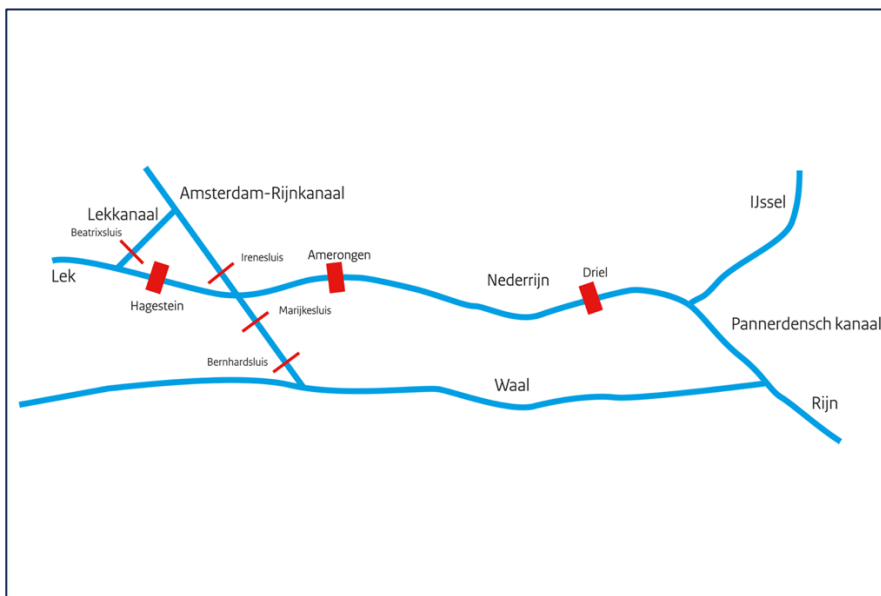 Amsterdam-Rijnkanaal
IJssel
Lekkanaal
Beatrixsluis
Irenesluis
Amerongen
Lek
Nederrijn
Driel
Hagestein
Marijkesluis
Pannerdensch kanaal
Bernhardsluis
Waal
Rijn